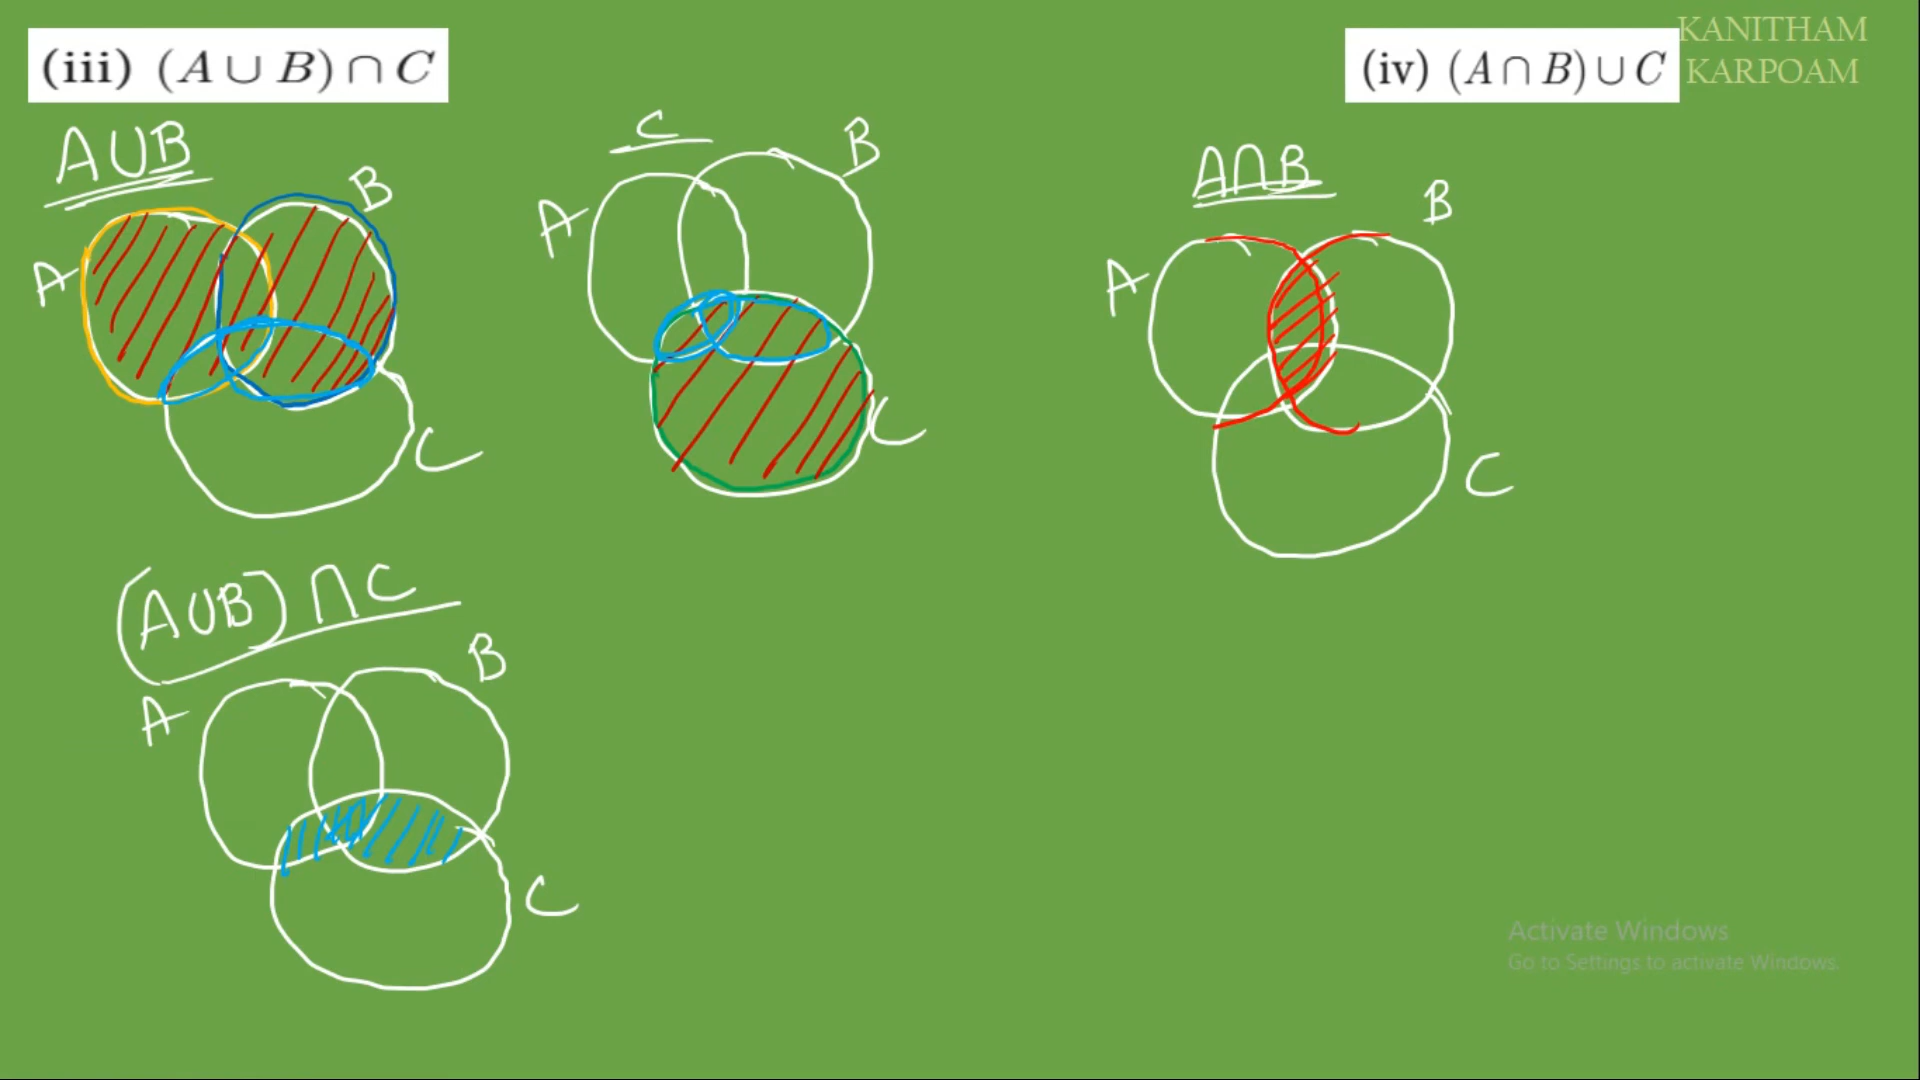 (iii) (A ∪ B) ∩ C
(iv) (A ∩ B) ∪ C
KANITHAM
KARPOAM
A∪B
A
B
C
C
A
B
C
A∩B
A
B
C
(A∪B) ∩ C
A
B
C
Activate Windows
Go to Settings to activate Windows.